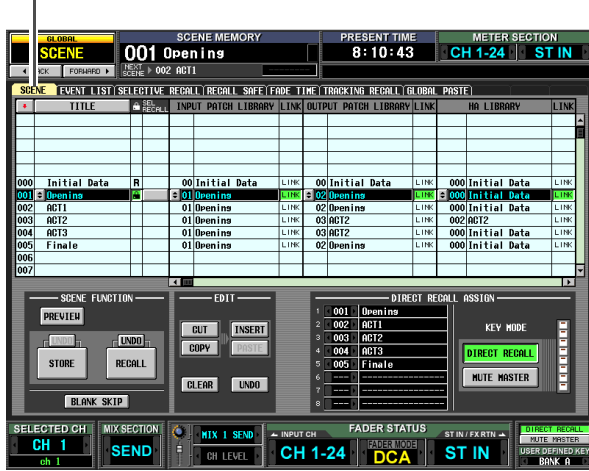 GLOBAL SCENE MEMORY PRESENT TIME METER SECTION
SCENE 001 Opening 8:10:43 CH 1-24 ST IN
BACK FORWARD NEXT SCENE 002 ACT1
SCENE EVENT LIST SELECTIVE RECALL RECALL SAFE FADE TIME TRACKING RECALL GLOBAL PASTE
TITLE SEL RECALL INPUT PATCH LIBRARY LINK OUTPUT PATCH LIBRARY LINK HA LIBRARY LINK
000 Initial Data R 00 Initial Data LINK 00 Initial Data LINK 000 Initial Data LINK
001 Opening 01 Opening LINK 02 Opening LINK 000 Initial Data LINK
002 ACT1 01 Opening LINK 02 Opening LINK 000 Initial Data LINK
003 ACT2 01 Opening LINK 03 ACT2 LINK 002 ACT2 LINK
004 ACT3 01 Opening LINK 03 ACT2 LINK 000 Initial Data LINK
005 Finale 01 Opening LINK 02 Opening LINK 000 Initial Data LINK
006
007
SCENE FUNCTION EDIT DIRECT RECALL ASSIGN
PREVIEW
UNDO UNDO
STORE RECALL
BLANK SKIP
CUT INSERT
COPY PASTE
CLEAR UNDO
1 001 Opening
2 002 ACT1
3 003 ACT2
4 004 ACT3
5 005 Finale
6 ---
7 ---
8 ---
KEY MODE
DIRECT RECALL
MUTE MASTER
SELECTED CH MIX SECTION MIX 1 SEND INPUT CH FADER STATUS ST IN / FX RTN DIRECT RECALL
MUTE MASTER
CH 1 SEND CH LEVEL CH 1-24 FADER MODE DCA ST IN USER DEFINED KEY
ch 1 BANK A